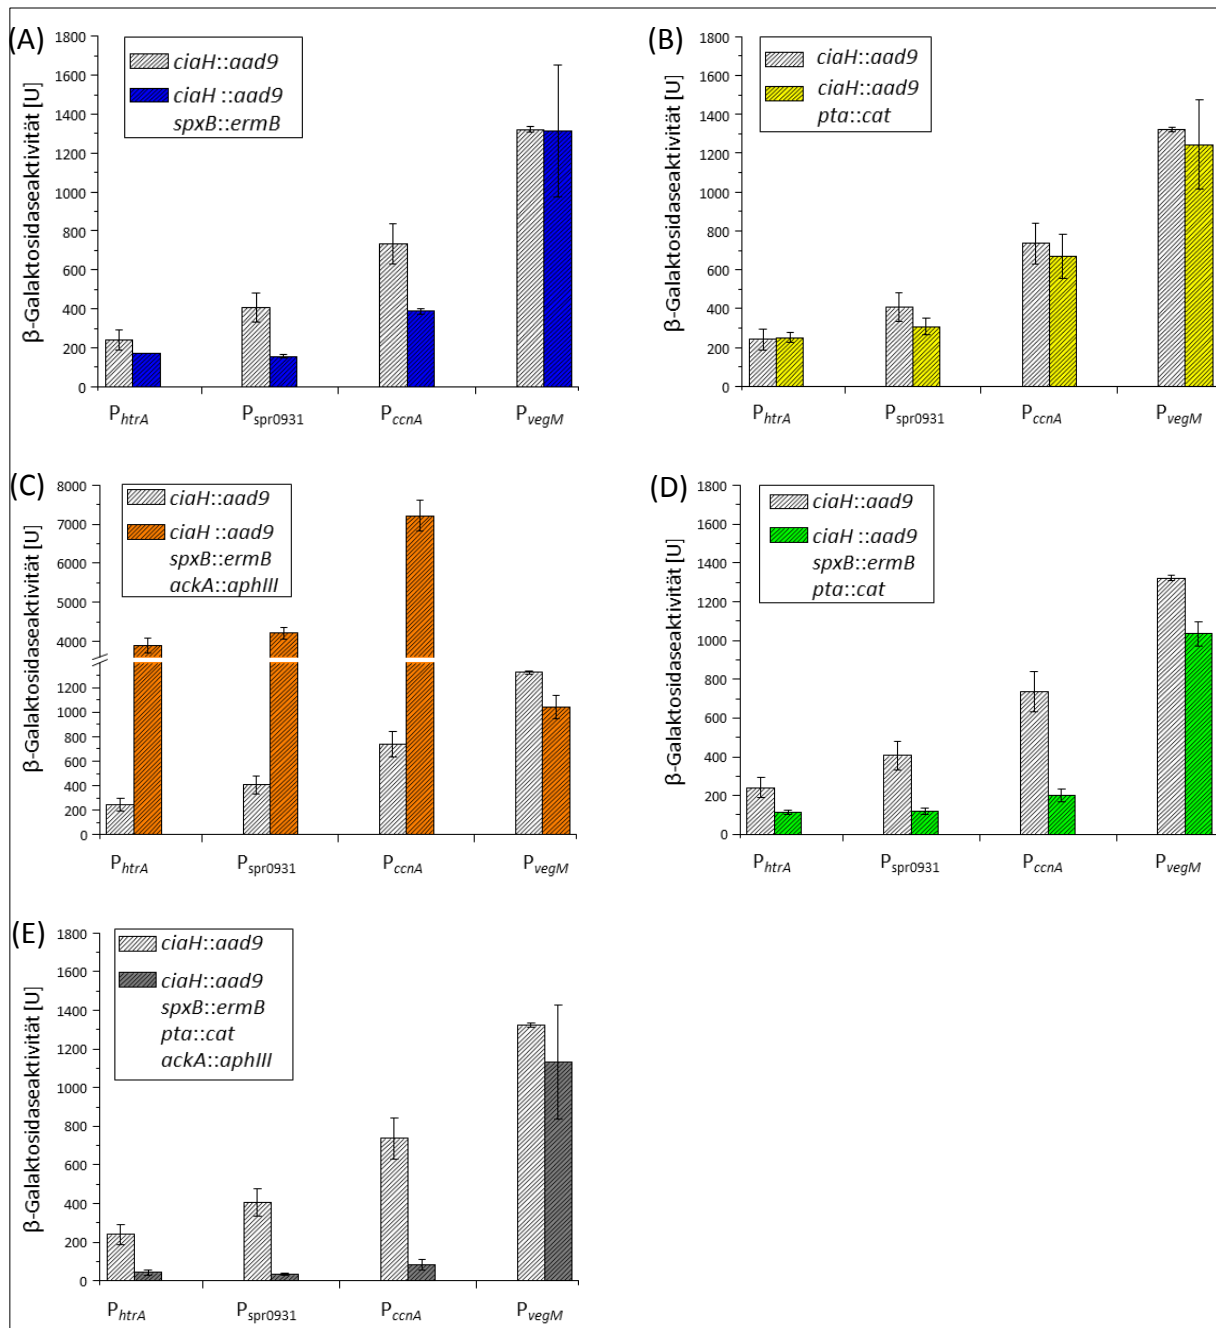 (A)
β-Galaktosidaseaktivität [U]
1800
1600
1400
1200
1000
800
600
400
200
0
ciaH::aad9
ciaH::aad9
spxB::ermB
PhtrA
Pspr0931
PccnA
PvegM
(B)
β-Galaktosidaseaktivität [U]
1800
1600
1400
1200
1000
800
600
400
200
0
ciaH::aad9
ciaH::aad9
pta::cat
PhtrA
Pspr0931
PccnA
PvegM
(C)
β-Galaktosidaseaktivität [U]
8000
7000
6000
5000
4000
1200
1000
800
600
400
200
0
ciaH::aad9
ciaH::aad9
spxB::ermB
ackA::aphIII
PhtrA
Pspr0931
PccnA
PvegM
(D)
β-Galaktosidaseaktivität [U]
1800
1600
1400
1200
1000
800
600
400
200
0
ciaH::aad9
ciaH::aad9
spxB::ermB
pta::cat
PhtrA
Pspr0931
PccnA
PvegM
(E)
β-Galaktosidaseaktivität [U]
1800
1600
1400
1200
1000
800
600
400
200
0
ciaH::aad9
ciaH::aad9
spxB::ermB
pta::cat
ackA::aphIII
PhtrA
Pspr0931
PccnA
PvegM